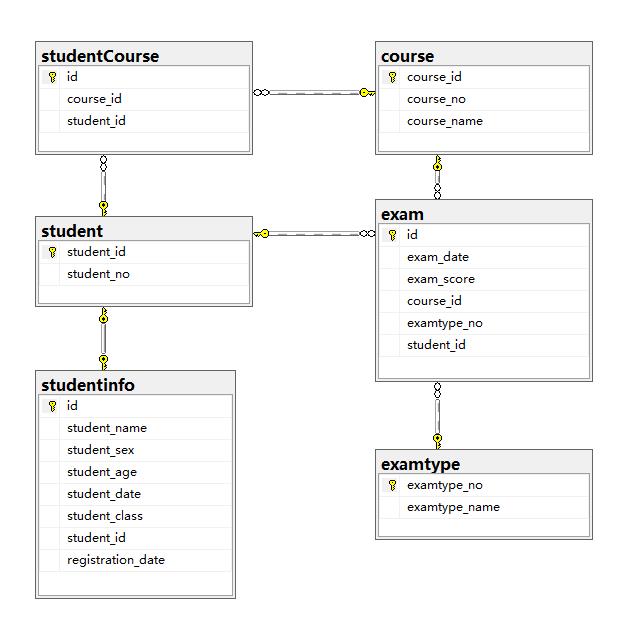 studentCourse
id
course_id
student_id
course
course_id
course_no
course_name
student
student_id
student_no
exam
id
exam_date
exam_score
course_id
examtype_no
student_id
studentinfo
id
student_name
student_sex
student_age
student_date
student_class
student_id
registration_date
examtype
examtype_no
examtype_name